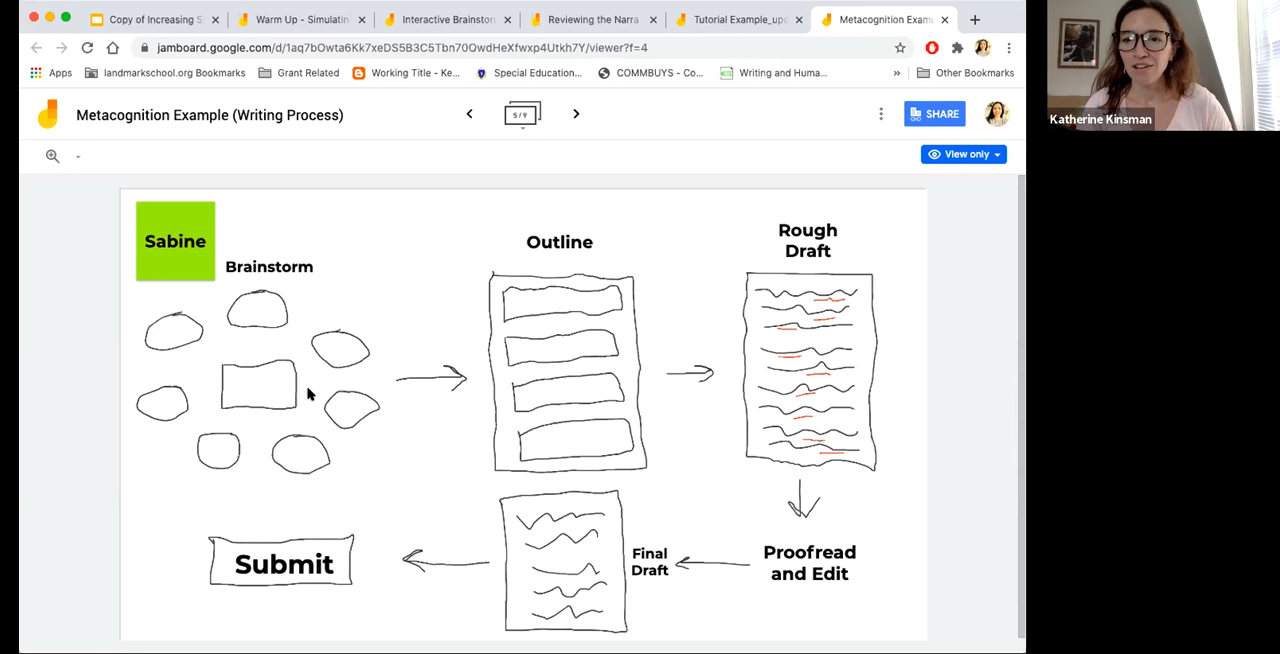 Copy of Increasing S
Warm Up - Simulatin
Interactive Brainstor
Reviewing the Narra
Tutorial Example_upd
Metacognition Exam
jamboard.google.com/d/1aq7bOwta6Kk7xeDS5B3C5Tbn70OwdHeXfwxp4Utkh7Y/viewer?f=4
Apps
landmarkschool.org Bookmarks
Grant Related
Working Title - Ke...
Special Education...
COMMBUYS - Co...
Writing and Huma...
»
Other Bookmarks
Metacognition Example (Writing Process)
5/9
SHARE
View only
Katherine Kinsman
Sabine
Brainstorm
Outline
Rough
Draft
Proofread
and Edit
Final
Draft
Submit